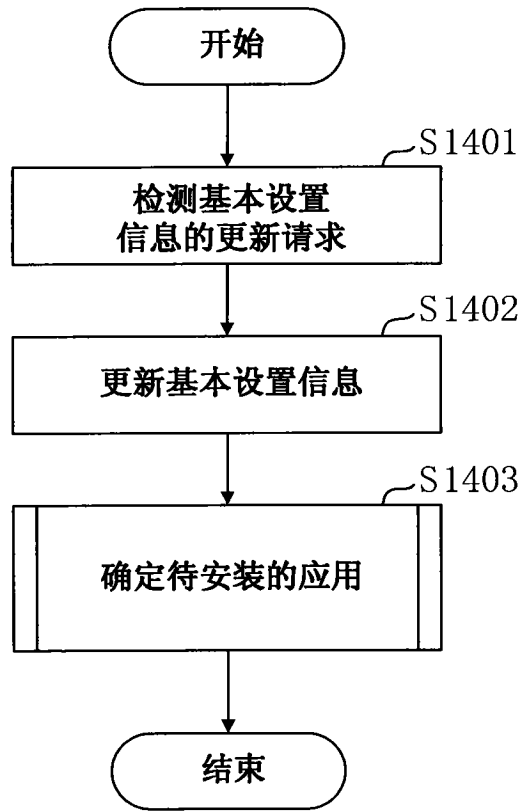 开始
S1401
检测基本设置
信息的更新请求
S1402
更新基本设置信息
S1403
确定待安装的应用
结束